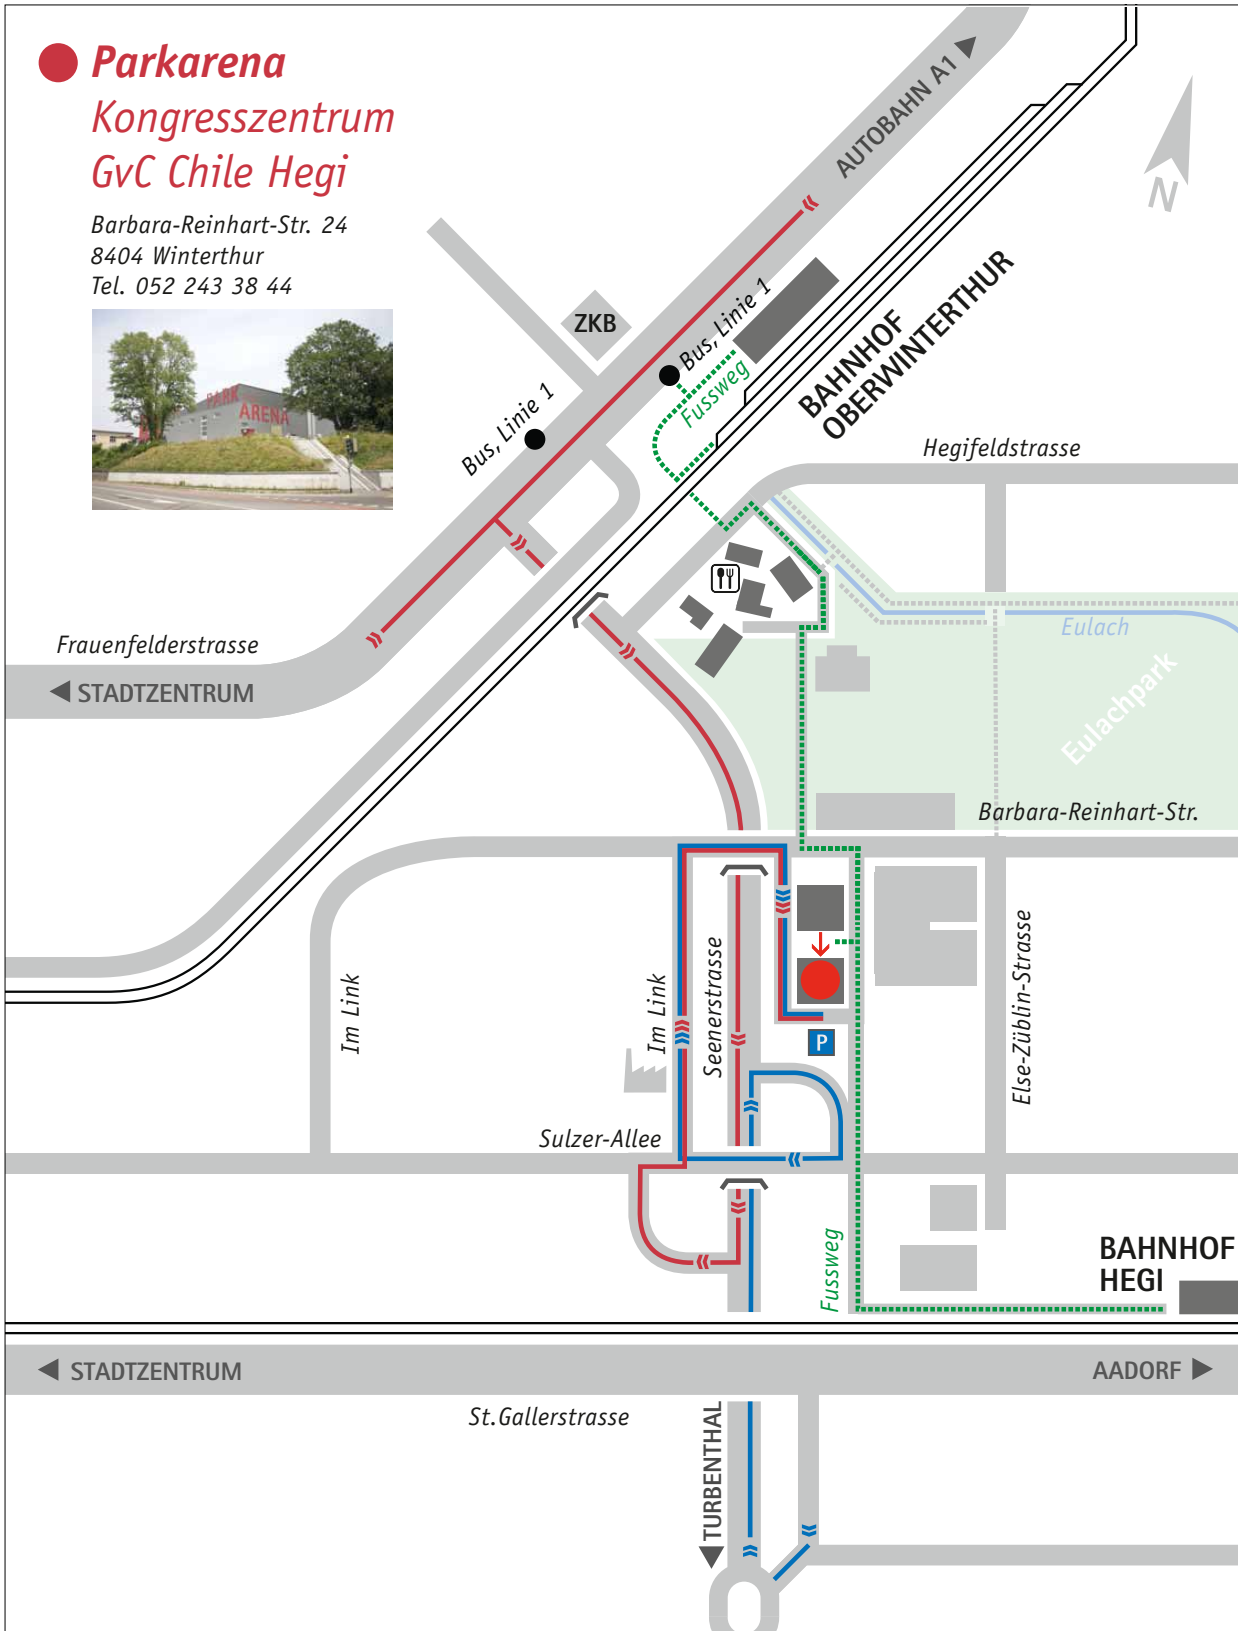 Parkarena
Kongresszentrum
GvC Chile Hegi
Barbara-Reinhart-Str. 24
8404 Winterthur
Tel. 052 243 38 44
PARK
ARENA
AUTOBAHN A1
N
ZKB
Bus, Linie 1
Bus, Linie 1
Fussweg
BAHNHOF
OBERWINTERTHUR
Hegifeldstrasse
Frauenfelderstrasse
STADTZENTRUM
Eulach
Eulachpark
Barbara-Reinhart-Str.
Im Link
Im Link
Seenerstrasse
P
Else-Züblin-Strasse
Sulzer-Allee
Fussweg
BAHNHOF
HEGI
STADTZENTRUM
AADORF
St.Gallerstrasse
TURBENTHAL